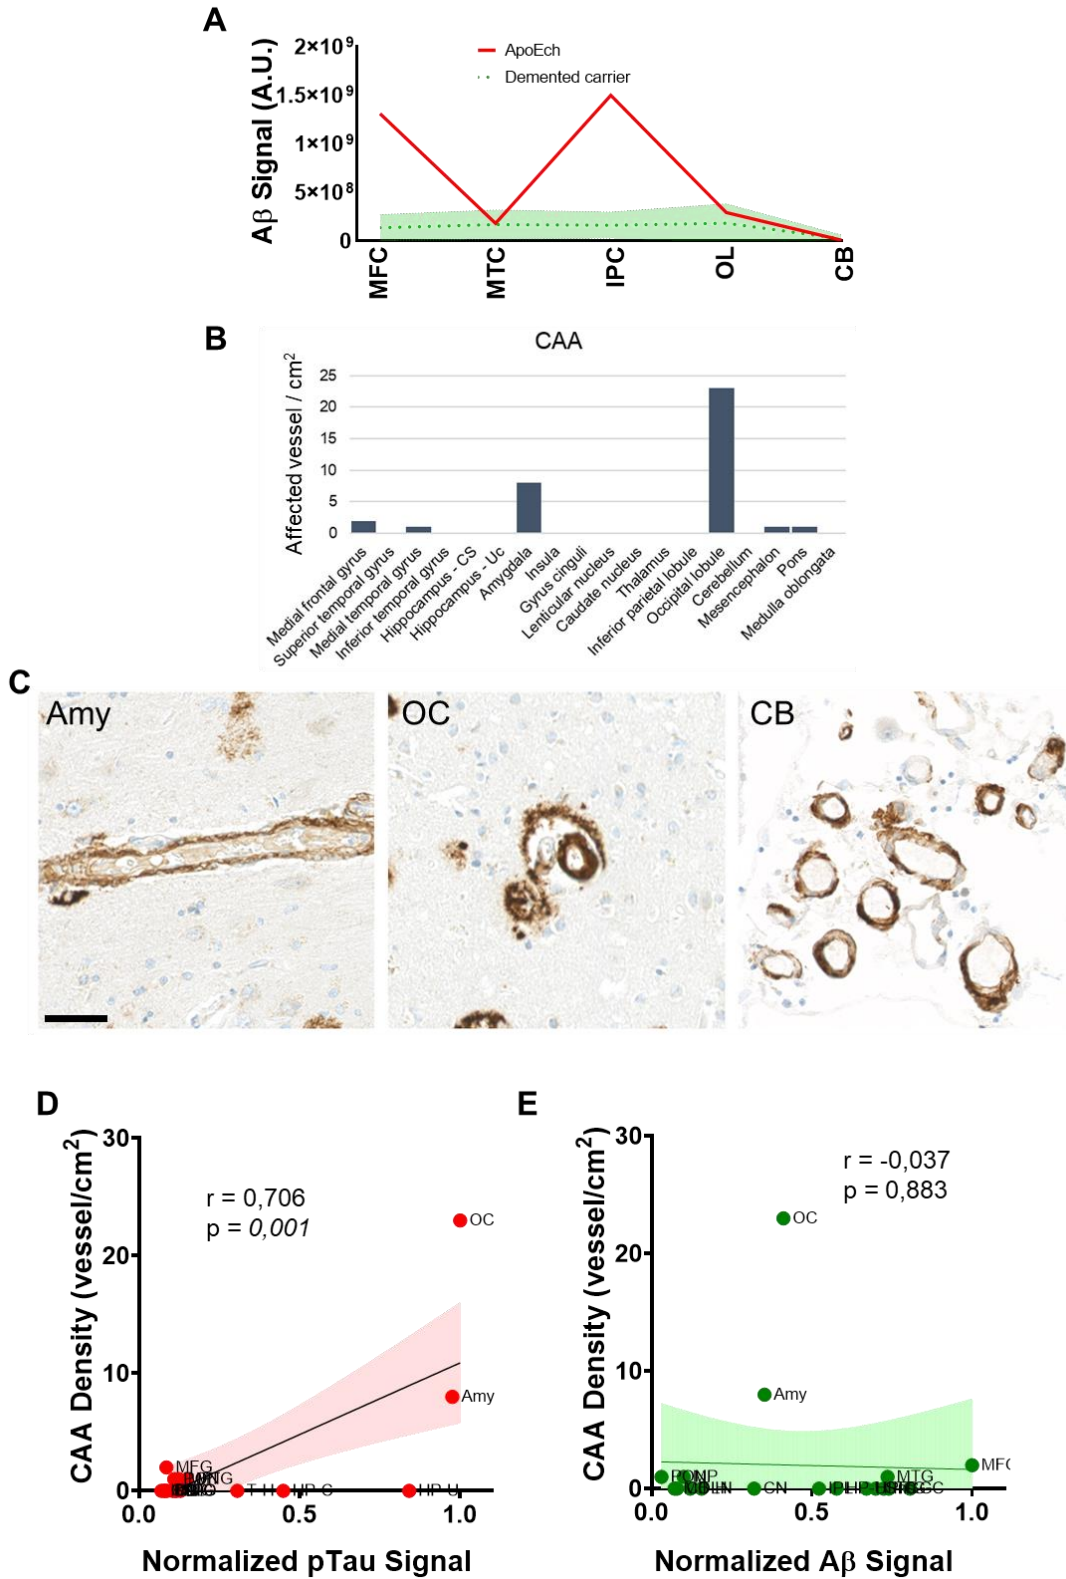 A
Aβ Signal (A.U.)
2×10⁹
1.5×10⁹
1×10⁹
5×10⁸
0
ApoEch
Demented carrier
MFC
MTC
IPC
OL
CB
B
CAA
Affected vessel / cm²
25
20
15
10
5
0
Medial frontal gyrus
Superior temporal gyrus
Medial temporal gyrus
Inferior temporal gyrus
Hippocampus - CS
Hippocampus - Uc
Amygdala
Insula
Gyrus cinguli
Lenticular nucleus
Caudate nucleus
Thalamus
Inferior parietal lobule
Occipital lobule
Cerebellum
Mesencephalon
Pons
Medulla oblongata
C
Amy
OC
CB
D
CAA Density (vessel/cm²)
30
20
10
0
r = 0,706
p = 0,001
OC
Amy
MFG
0.0
0.5
1.0
Normalized pTau Signal
E
CAA Density (vessel/cm²)
30
20
10
0
r = -0,037
p = 0,883
OC
Amy
MTG
CN
0.0
0.5
1.0
Normalized Aβ Signal